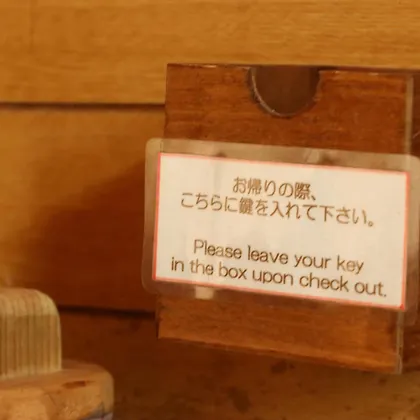 お帰りの際、
こちらに鍵を入れて下さい。
Please leave your key
in the box upon check out.